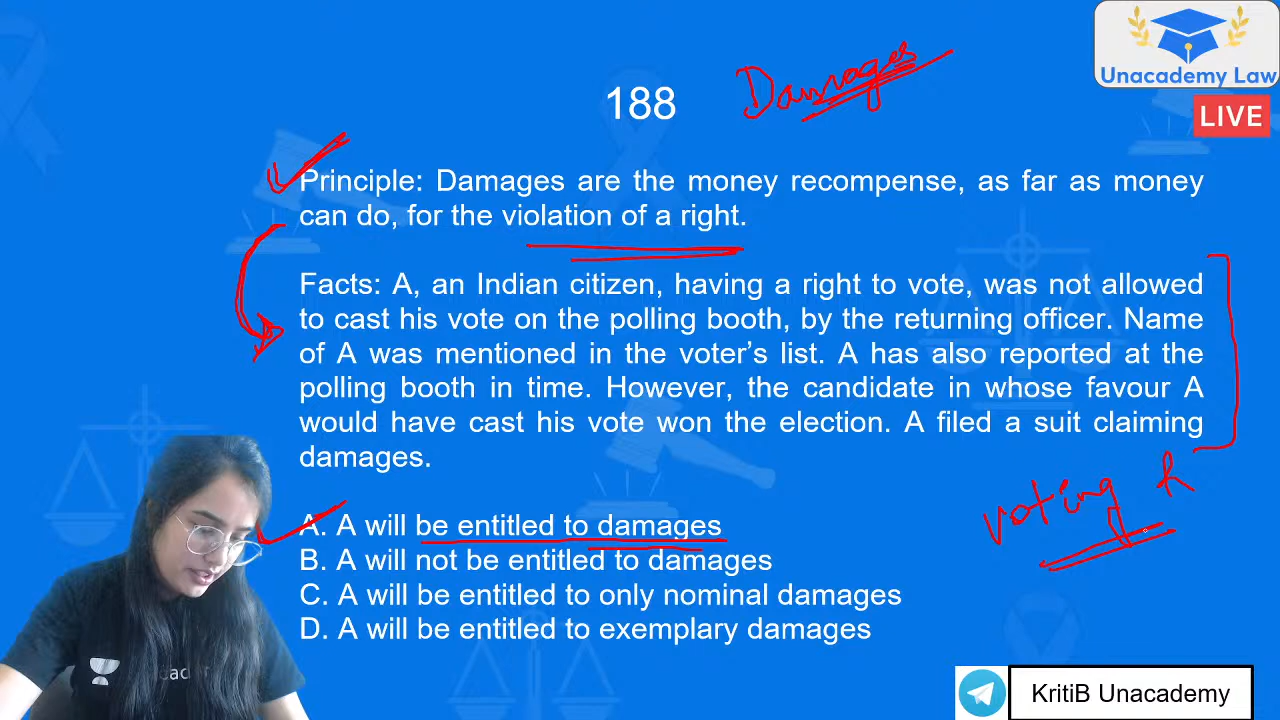 Unacademy Law
LIVE
188
Damages
Principle: Damages are the money recompense, as far as money
can do, for the violation of a right.
Facts: A, an Indian citizen, having a right to vote, was not allowed
to cast his vote on the polling booth, by the returning officer. Name
of A was mentioned in the voter’s list. A has also reported at the
polling booth in time. However, the candidate in whose favour A
would have cast his vote won the election. A filed a suit claiming
damages.
voting R
A. A will be entitled to damages
B. A will not be entitled to damages
C. A will be entitled to only nominal damages
D. A will be entitled to exemplary damages
KritiB Unacademy